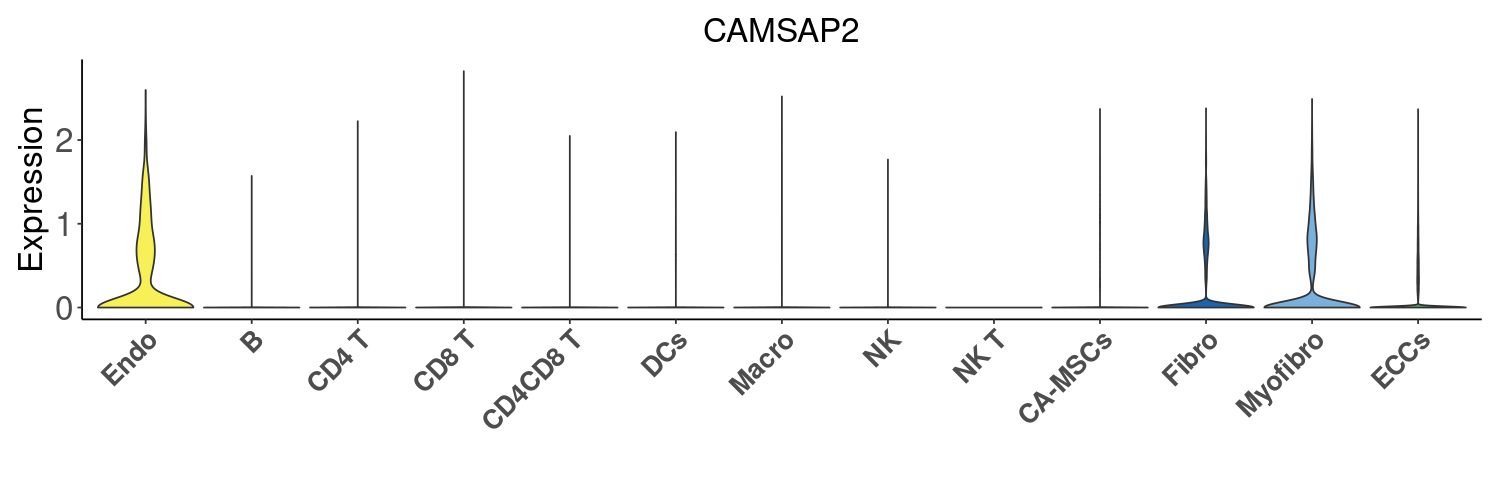 CAMSAP2
Expression
2
1
0
Endo
B
CD4 T
CD8 T
CD4CD8 T
DCs
Macro
NK
NK T
CA-MSCs
Fibro
Myofibro
ECCs